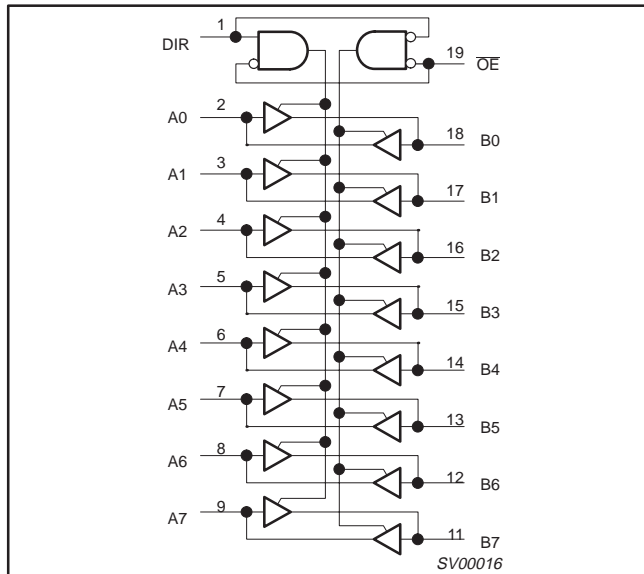 1
DIR
19
OE
A0 2
18 B0
A1 3
17 B1
A2 4
16 B2
A3 5
15 B3
A4 6
14 B4
A5 7
13 B5
A6 8
12 B6
A7 9
11 B7
SV00016